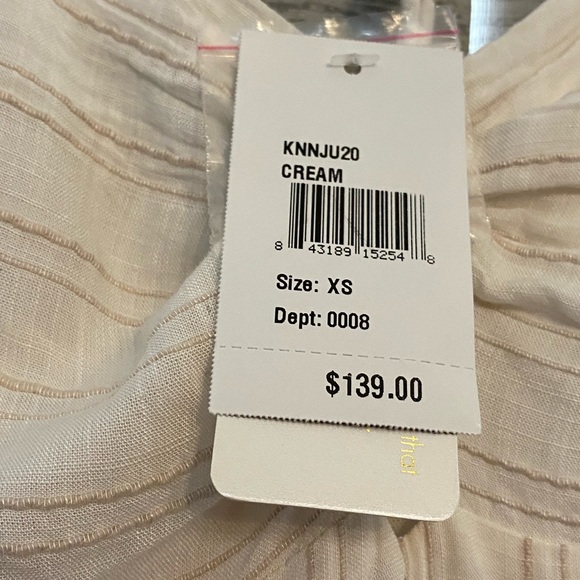 KNNJU20
CREAM
8 43189 15254 8
Size: XS
Dept: 0008
$139.00